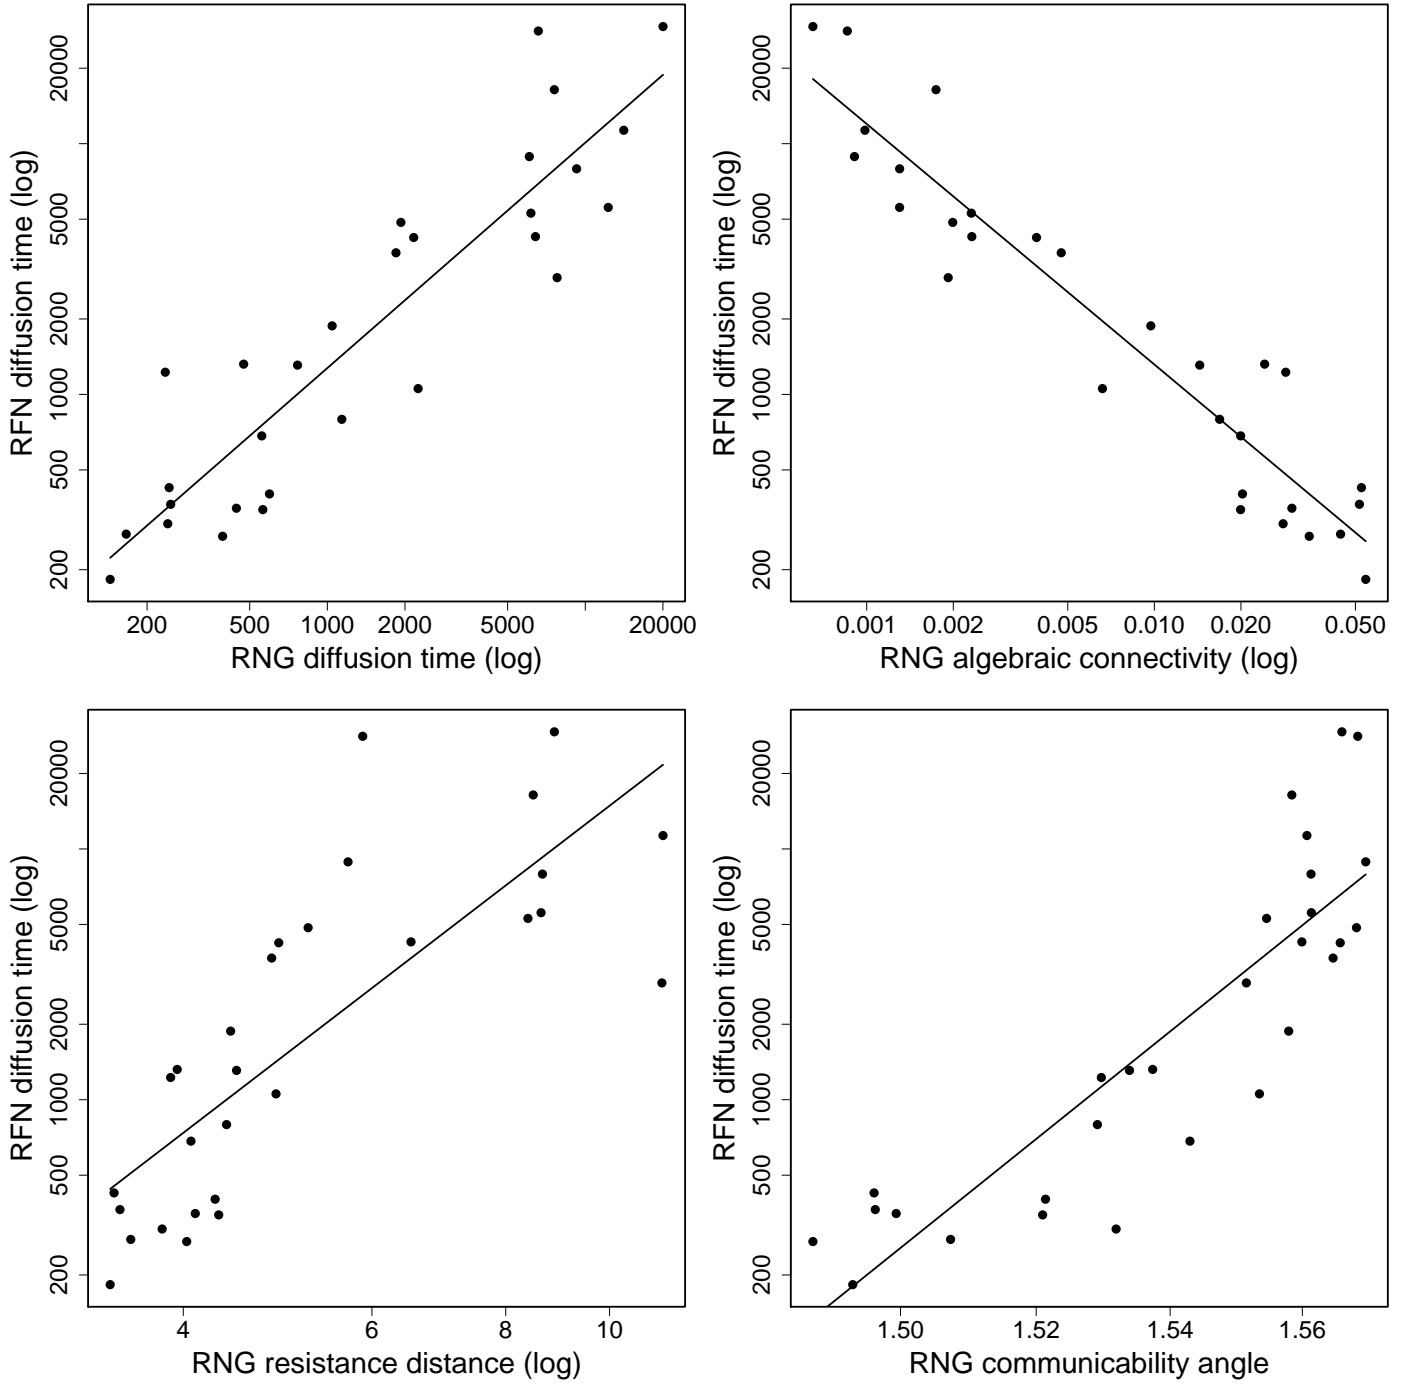 20000
5000
2000
1000
500
200
RFN diffusion time (log)
200 500 1000 2000 5000 20000
RNG diffusion time (log)
20000
5000
2000
1000
500
200
RFN diffusion time (log)
0.001 0.002 0.005 0.010 0.020 0.050
RNG algebraic connectivity (log)
20000
5000
2000
1000
500
200
RFN diffusion time (log)
4 6 8 10
RNG resistance distance (log)
20000
5000
2000
1000
500
200
RFN diffusion time (log)
1.50 1.52 1.54 1.56
RNG communicability angle